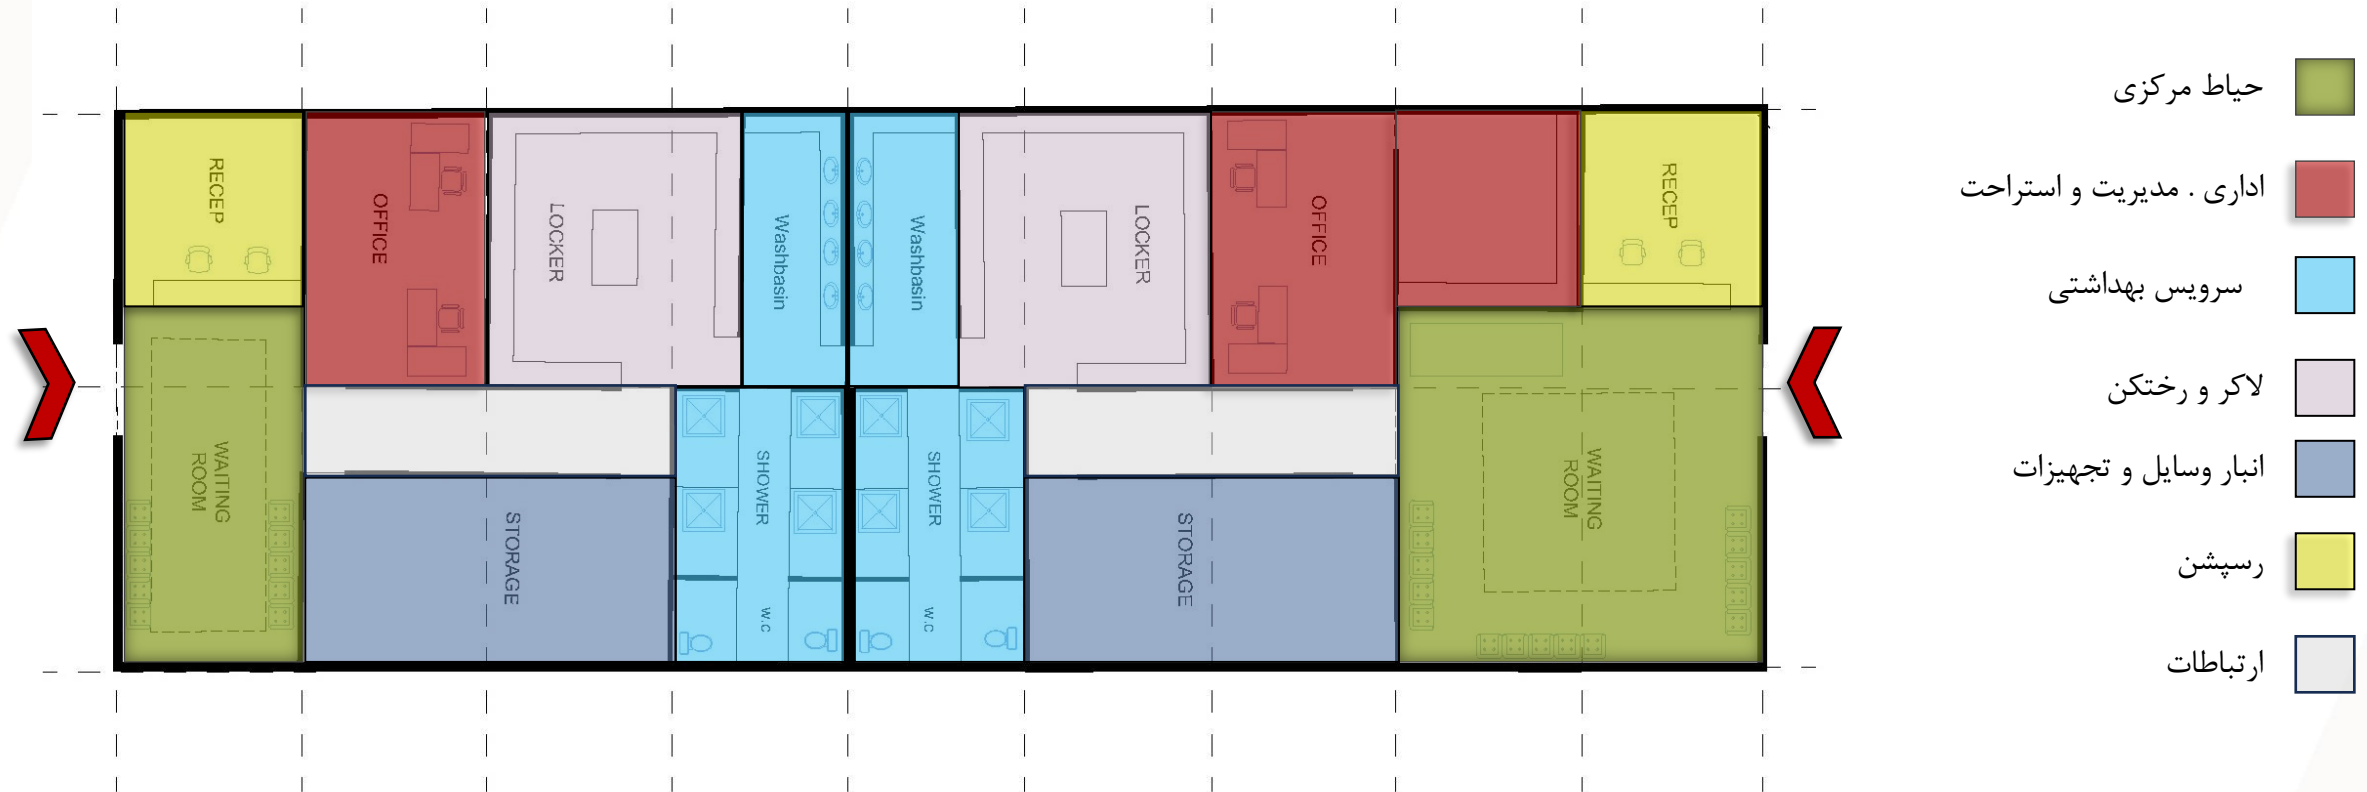 RECEP
OFFICE
LOCKER
Washbasin
Washbasin
LOCKER
OFFICE
RECEP
WAITING
ROOM
STORAGE
SHOWER
W.C
SHOWER
W.C
STORAGE
WAITING
ROOM
حیاط مرکزی
اداری . مدیریت و استراحت
سرویس بهداشتی
لاکر و رختکن
انبار وسایل و تجهیزات
رسپشن
ارتباطات